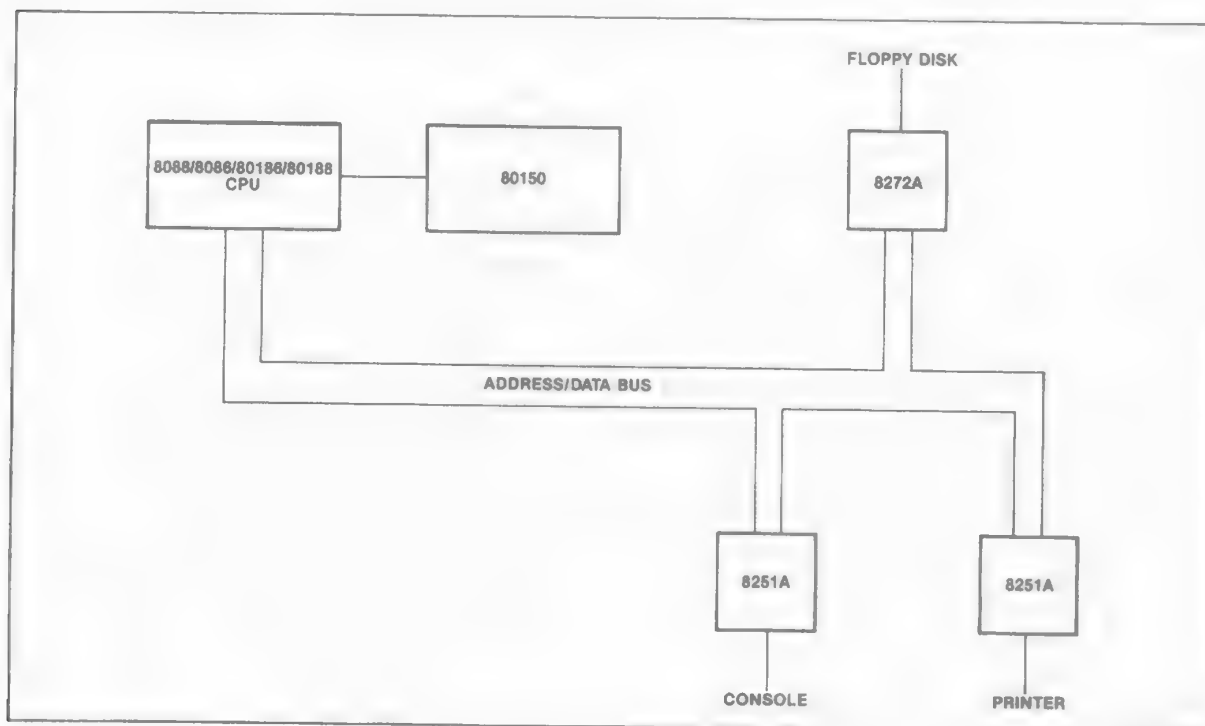 FLOPPY DISK
8088/8086/80186/80188
CPU
80150
8272A
ADDRESS/DATA BUS
8251A
8251A
CONSOLE
PRINTER